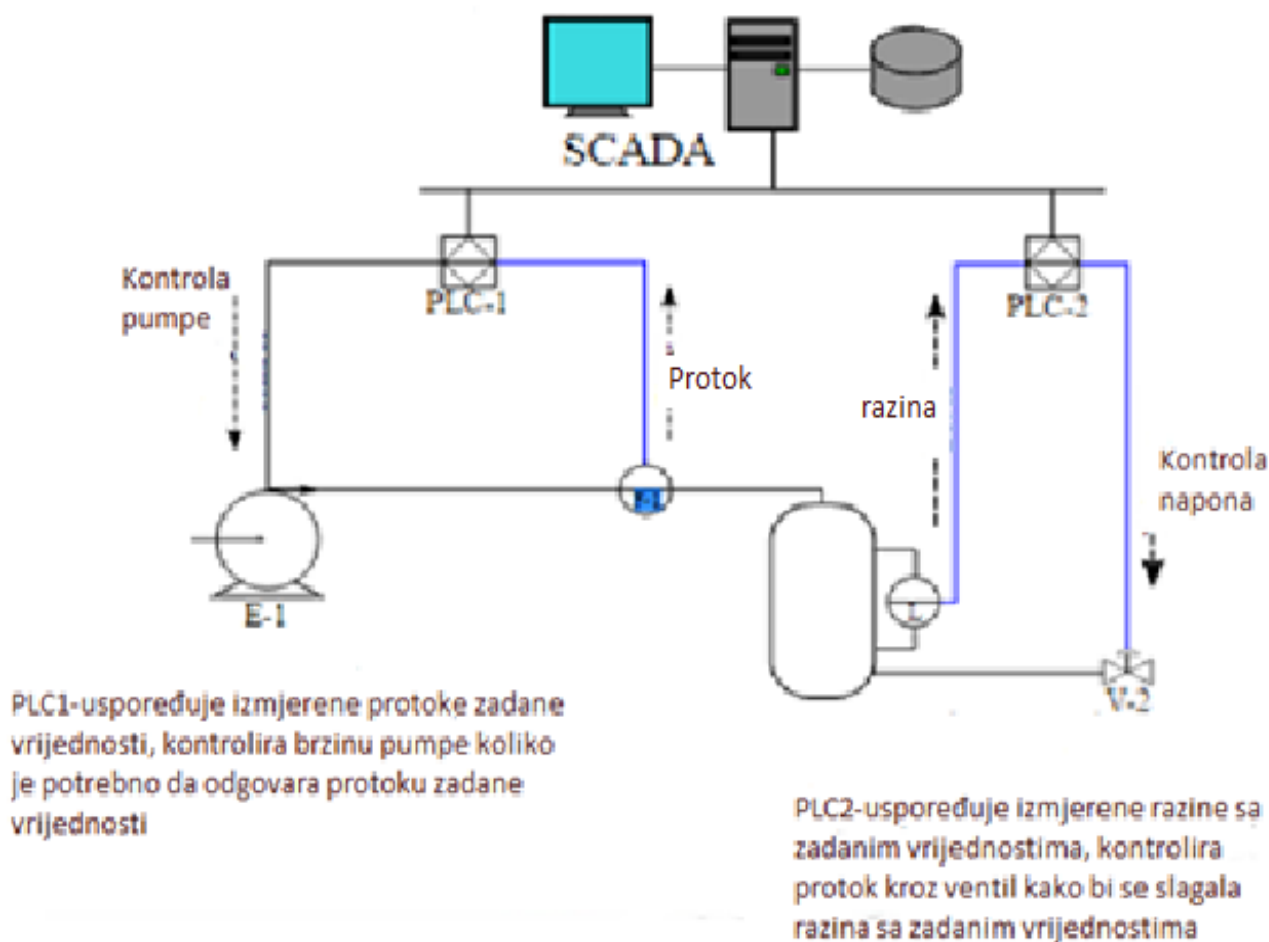 SCADA
Kontrola
pumpe
PLC-1
Protok
razina
PLC-2
Kontrola
napona
E-1
L
V-2
PLC1-uspoređuje izmjerene protoke zadane
vrijednosti, kontrolira brzinu pumpe koliko
je potrebno da odgovara protoku zadane
vrijednosti
PLC2-uspoređuje izmjerene razine sa
zadanim vrijednostima, kontrolira
protok kroz ventil kako bi se slagala
razina sa zadanim vrijednostima